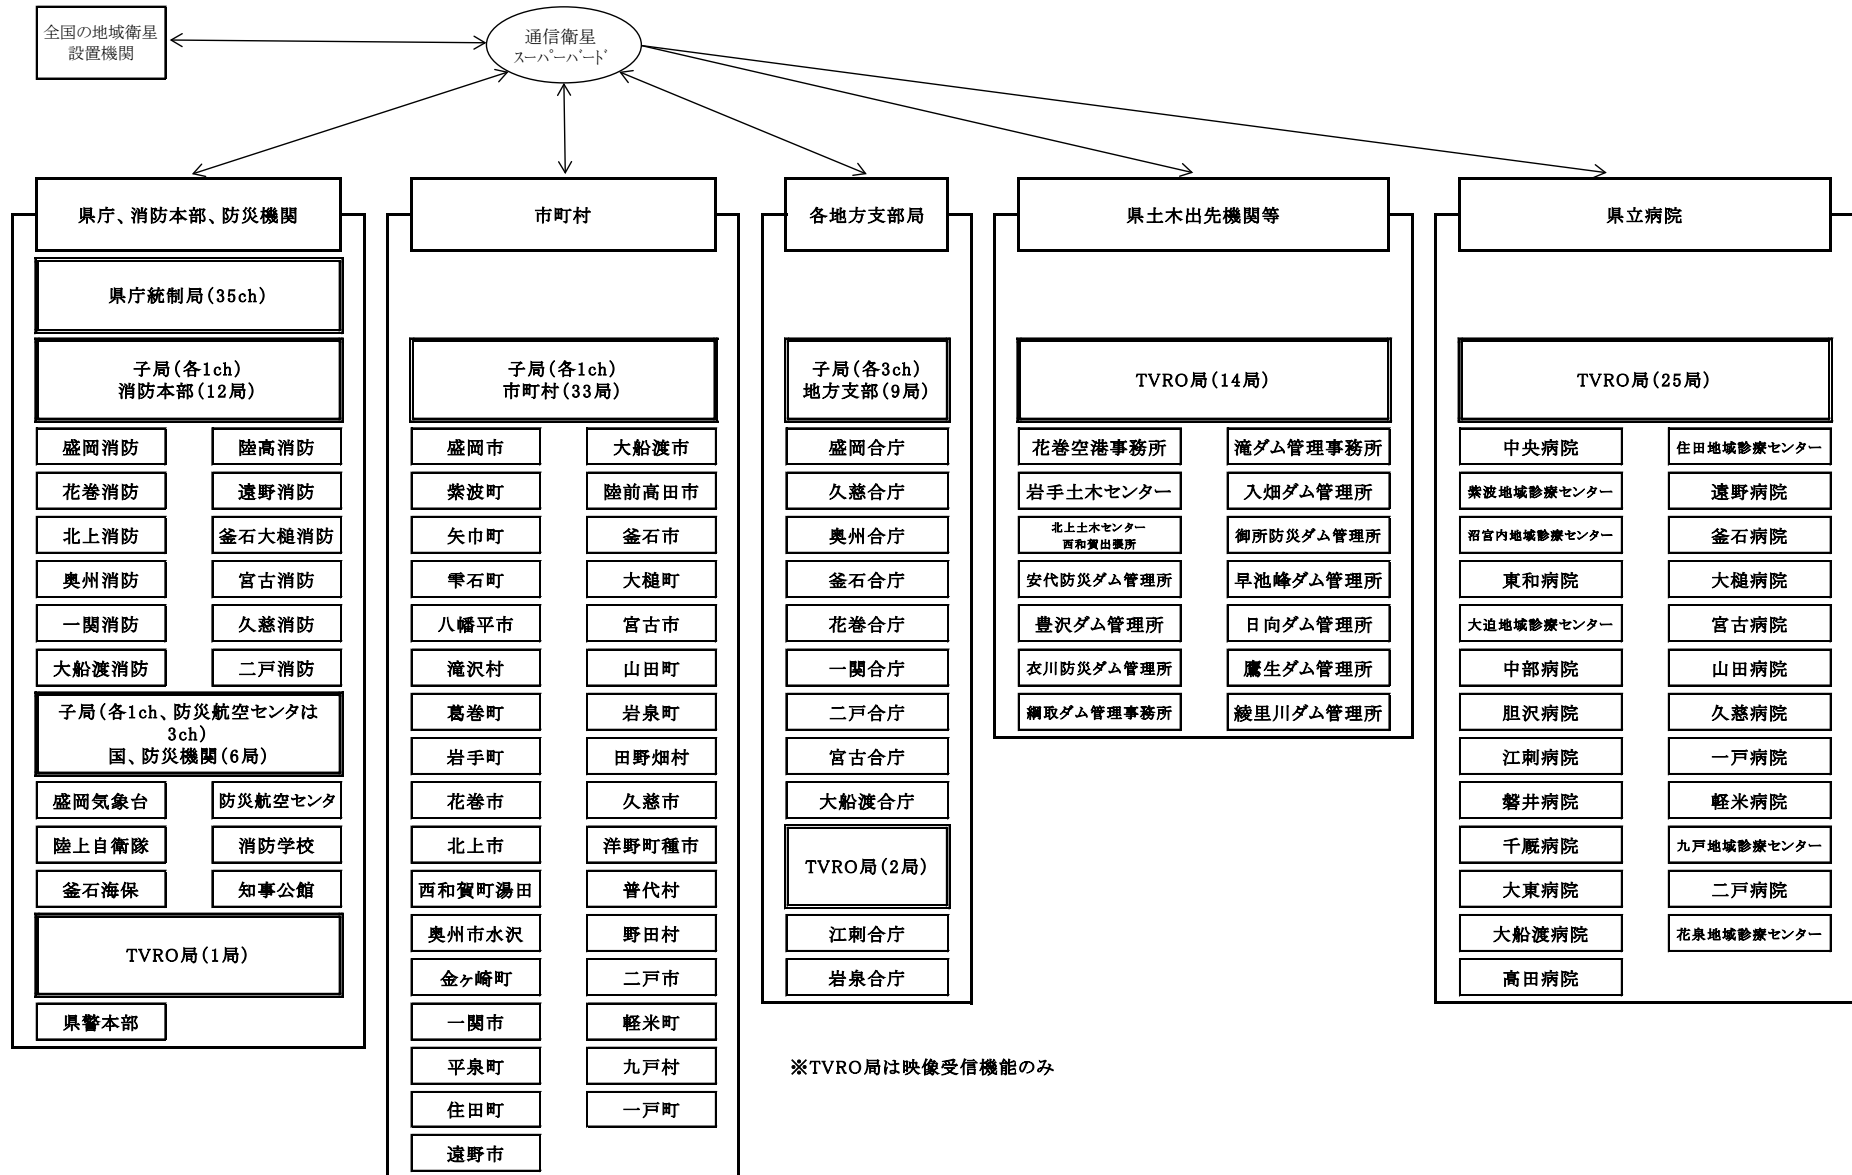 全国の地域衛星
設置機関
通信衛星
スーパーバード
県庁、消防本部、防災機関
県庁統制局(35ch)
子局(各1ch)
消防本部(12局)
盛岡消防
陸高消防
花巻消防
遠野消防
北上消防
釜石大槌消防
奥州消防
宮古消防
一関消防
久慈消防
大船渡消防
二戸消防
子局(各1ch、防災航空センタは
3ch)
国、防災機関(6局)
盛岡気象台
防災航空センタ
陸上自衛隊
消防学校
釜石海保
知事公館
TVRO局(1局)
県警本部
市町村
子局(各1ch)
市町村(33局)
盛岡市
大船渡市
紫波町
陸前高田市
矢巾町
釜石市
雫石町
大槌町
八幡平市
宮古市
滝沢村
山田町
葛巻町
岩泉町
岩手町
田野畑村
花巻市
久慈市
北上市
洋野町種市
西和賀町湯田
普代村
奥州市水沢
野田村
金ヶ崎町
二戸市
一関市
軽米町
平泉町
九戸村
住田町
一戸町
遠野市
各地方支部局
子局(各3ch)
地方支部(9局)
盛岡合庁
久慈合庁
奥州合庁
釜石合庁
花巻合庁
一関合庁
二戸合庁
宮古合庁
大船渡合庁
TVRO局(2局)
江刺合庁
岩泉合庁
県土木出先機関等
TVRO局(14局)
花巻空港事務所
滝ダム管理事務所
岩手土木センター
入畑ダム管理所
北上土木センター
西和賀出張所
御所防災ダム管理所
安代防災ダム管理所
早池峰ダム管理所
豊沢ダム管理所
日向ダム管理所
衣川防災ダム管理所
鷹生ダム管理所
綱取ダム管理事務所
綾里川ダム管理所
県立病院
TVRO局(25局)
中央病院
住田地域診療センター
紫波地域診療センター
遠野病院
沼宮内地域診療センター
釜石病院
東和病院
大槌病院
大迫地域診療センター
宮古病院
中部病院
山田病院
胆沢病院
久慈病院
江刺病院
一戸病院
磐井病院
軽米病院
千厩病院
九戸地域診療センター
大東病院
二戸病院
大船渡病院
花泉地域診療センター
高田病院
※TVRO局は映像受信機能のみ